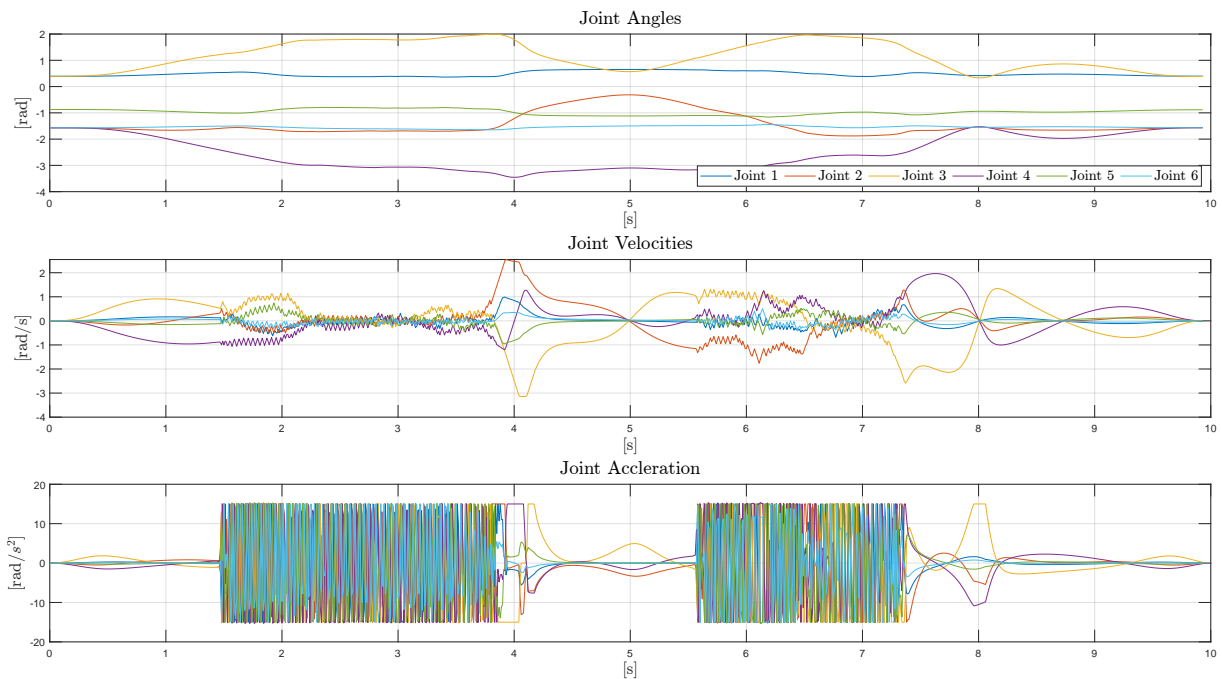 Joint Angles
2
1
0
-1
-2
-3
-4
[rad]
0 1 2 3 4 5 6 7 8 9 10
[s]
Joint 1 Joint 2 Joint 3 Joint 4 Joint 5 Joint 6
Joint Velocities
2
1
0
-1
-2
-3
-4
[rad/s]
0 1 2 3 4 5 6 7 8 9 10
[s]
Joint Accleration
20
10
0
-10
-20
[rad/s²]
0 1 2 3 4 5 6 7 8 9 10
[s]